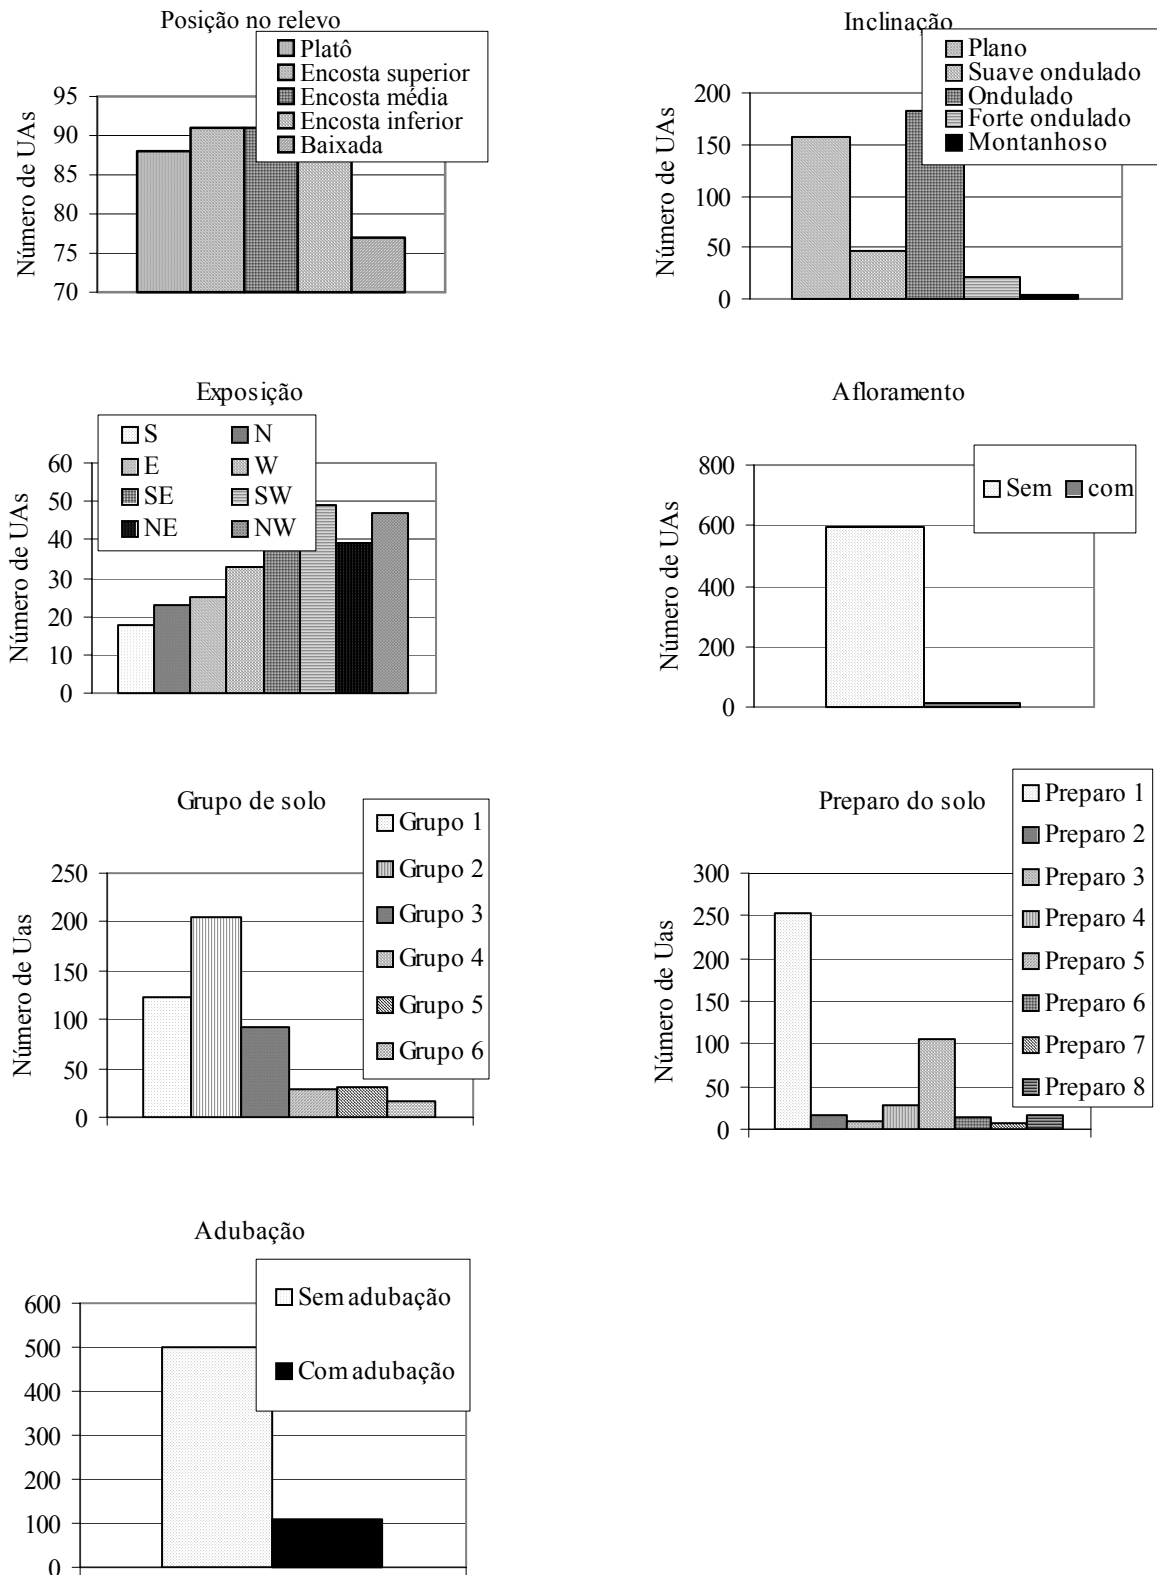 Posição no relevo
Platô
Encosta superior
Encosta média
Encosta inferior
Baixada
Número de UAs
95
90
85
80
75
70
Inclinação
Plano
Suave ondulado
Ondulado
Forte ondulado
Montanhoso
Número de UAs
200
150
100
50
0
Exposição
S N
E W
SE SW
NE NW
Número de UAs
60
50
40
30
20
10
0
Afloramento
Sem com
Número de UAs
800
600
400
200
0
Grupo de solo
Grupo 1
Grupo 2
Grupo 3
Grupo 4
Grupo 5
Grupo 6
Número de Uas
250
200
150
100
50
0
Preparo do solo
Preparo 1
Preparo 2
Preparo 3
Preparo 4
Preparo 5
Preparo 6
Preparo 7
Preparo 8
Número de Uas
300
250
200
150
100
50
0
Adubação
Sem adubação
Com adubação
600
500
400
300
200
100
0